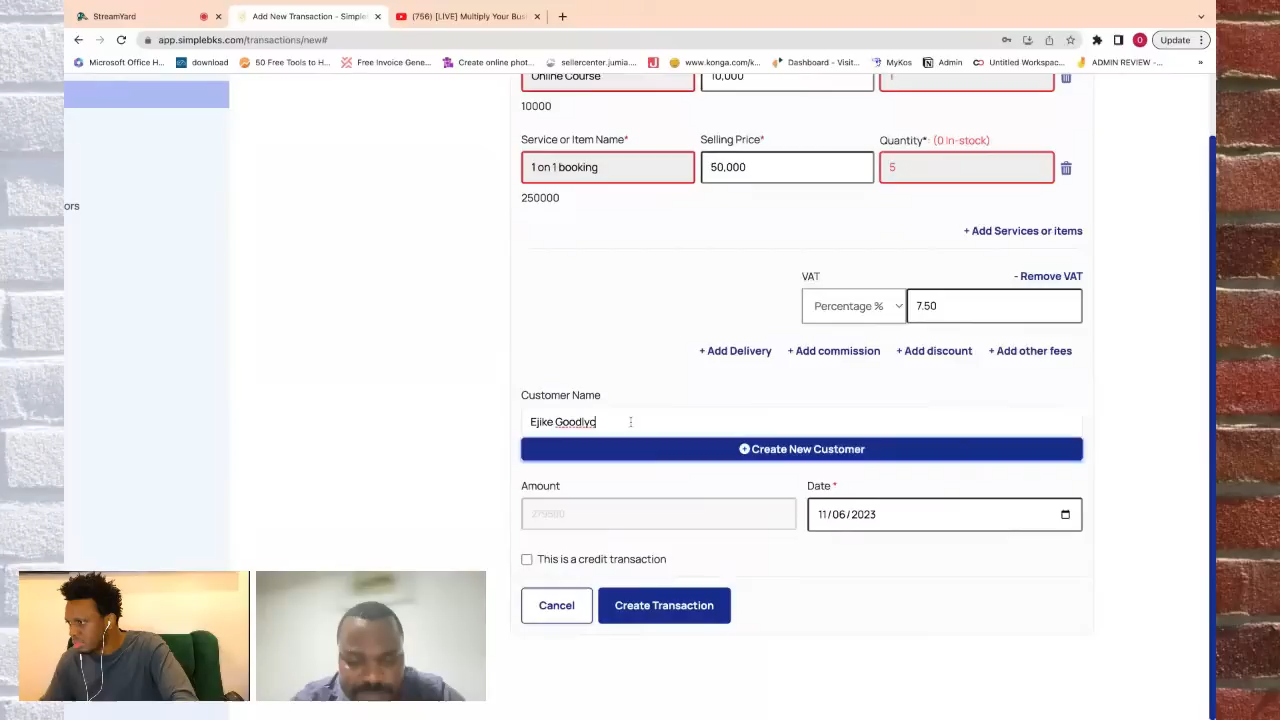 StreamYard
Add New Transaction - Simple
(756) [LIVE] Multiply Your Bus
app.simplebks.com/transactions/new#
Update
Microsoft Office H...
download
50 Free Tools to H...
Free Invoice Gene...
Create online phot...
sellercenter.jumia....
www.konga.com/k...
Dashboard - Visit...
MyKos
Admin
Untitled Workspac...
ADMIN REVIEW -...
»
Online Course
10,000
1
10000
Service or Item Name*
Selling Price*
Quantity*: (0 In-stock)
1 on 1 booking
50,000
5
ors
250000
+ Add Services or items
VAT
- Remove VAT
Percentage %
7.50
+ Add Delivery
+ Add commission
+ Add discount
+ Add other fees
Customer Name
Ejike Goodlyd
Create New Customer
Amount
Date *
279500
11/06/2023
This is a credit transaction
Cancel
Create Transaction